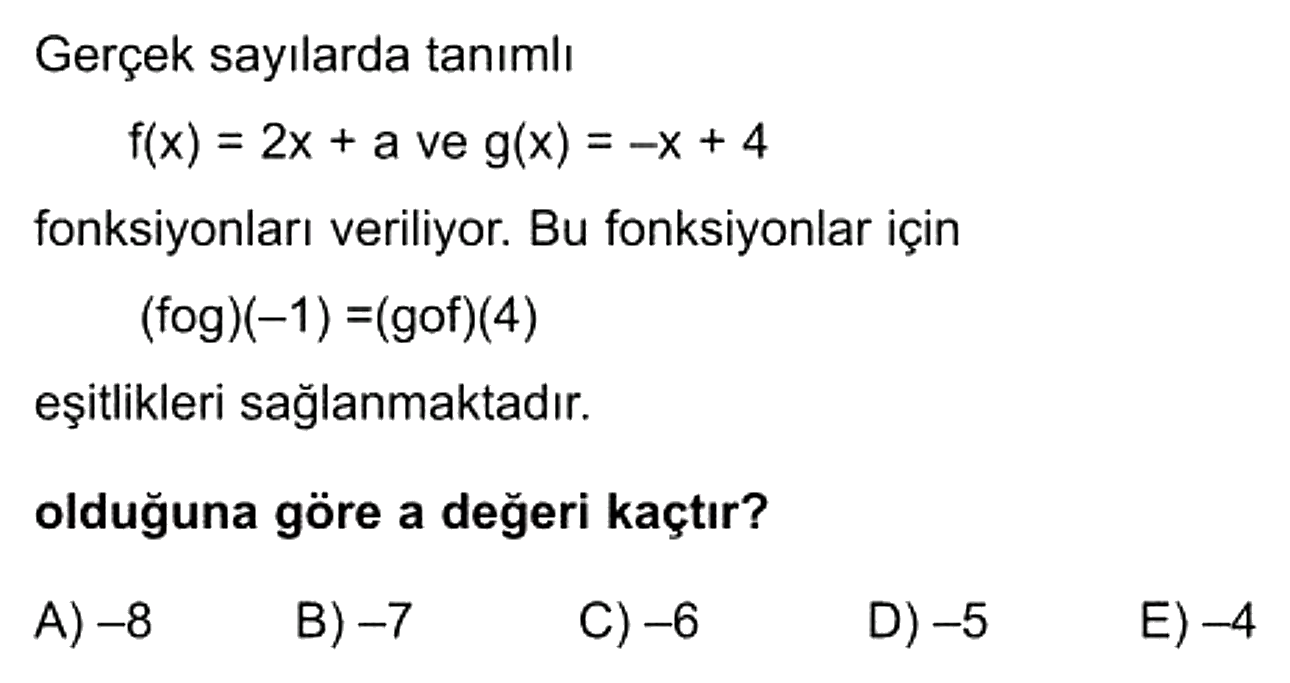 Gerçek sayılarda tanımlı
f(x) = 2x + a ve g(x) = –x + 4
fonksiyonları veriliyor. Bu fonksiyonlar için
(fog)(–1) =(gof)(4)
eşitlikleri sağlanmaktadır.
olduğuna göre a değeri kaçtır?
A) –8 B) –7 C) –6 D) –5 E) –4